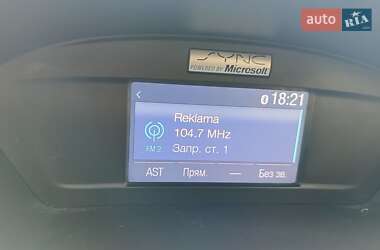 auto RIA.com
SYNC
POWERED BY Microsoft
18:21
Reklama
104.7 MHz
FM 2 Запр. ст. 1
AST Прям. — Без зв.